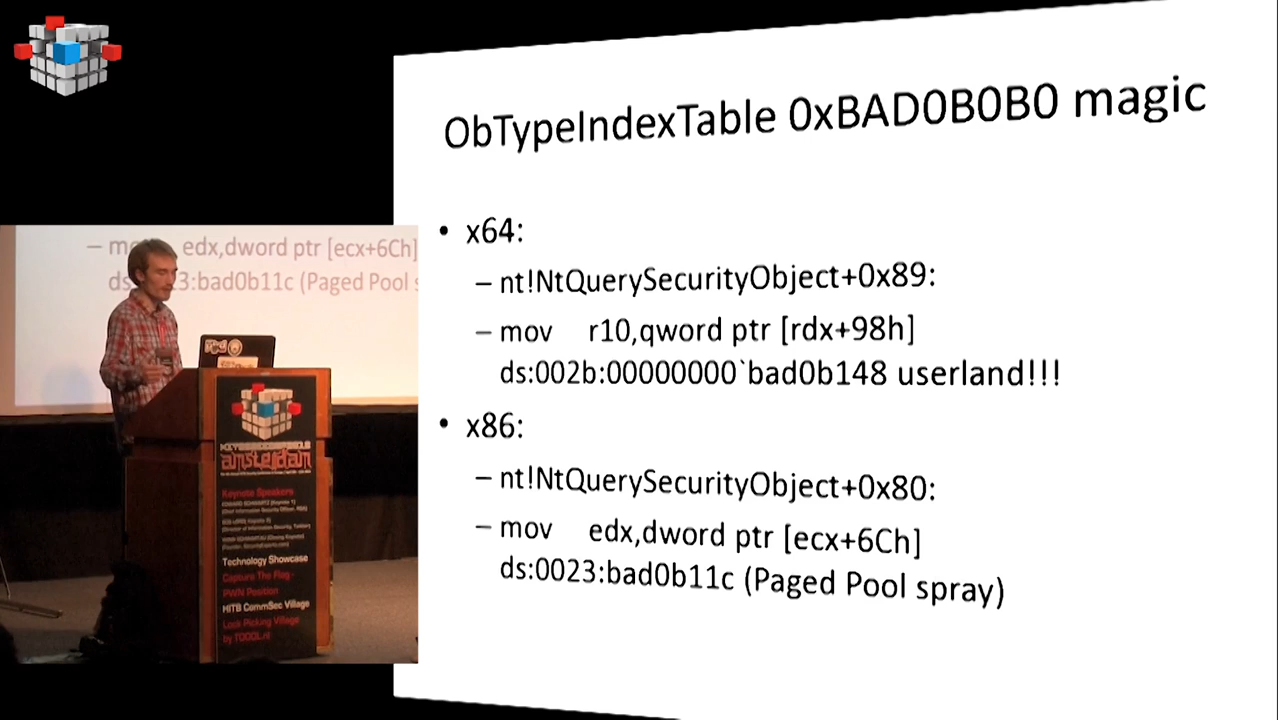 ObTypeIndexTable 0xBAD0B0B0 magic
• x64:
– nt!NtQuerySecurityObject+0x89:
– mov r10,qword ptr [rdx+98h]
ds:002b:00000000`bad0b148 userland!!!
• x86:
– nt!NtQuerySecurityObject+0x80:
– mov edx,dword ptr [ecx+6Ch]
ds:0023:bad0b11c (Paged Pool spray)
edx,dword ptr [ecx+6Ch]
bad0b11c (Paged Pool
amsterdam
Keynote Speakers
Technology Showcase
Capture The Flag -
PWN Position
HITB CommSec Village
Lock Picking Village
by TOOOL.nl